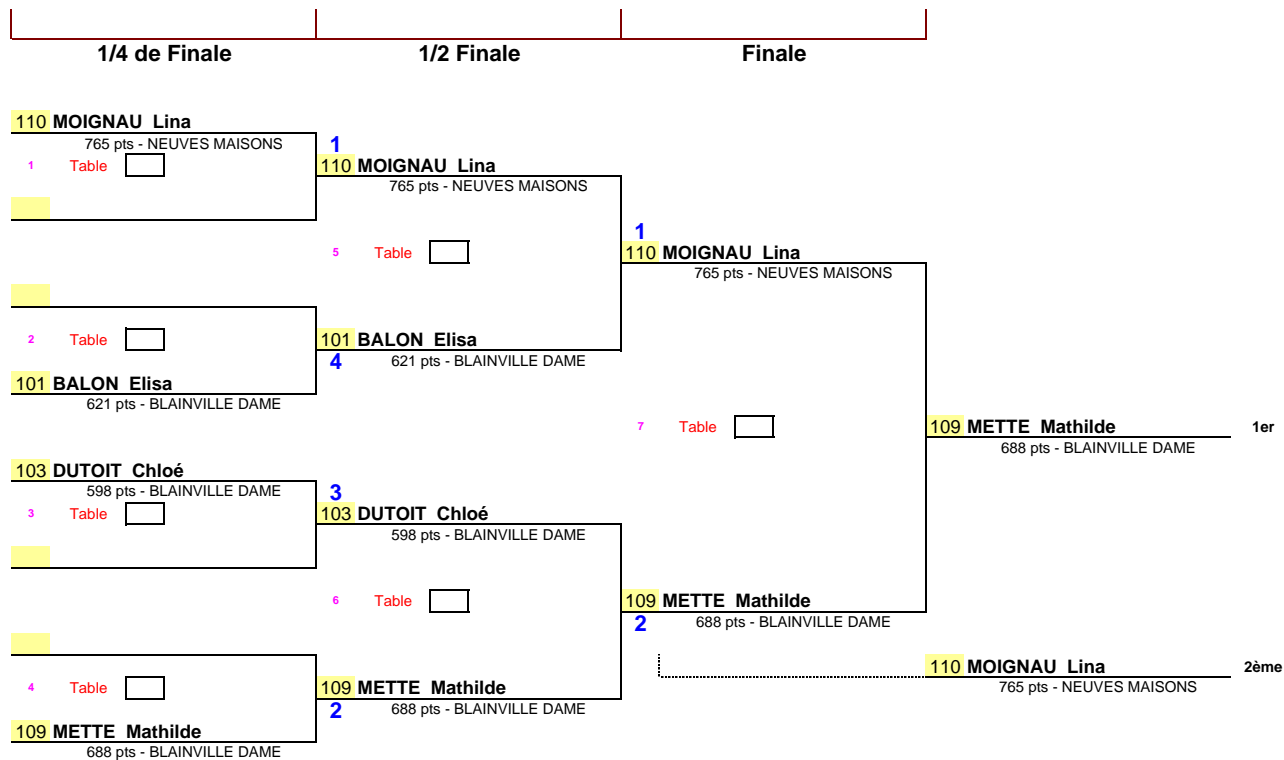 1/4 de Finale 1/2 Finale Finale
110 MOIGNAU Lina
765 pts - NEUVES MAISONS 1
1 Table 110 MOIGNAU Lina
765 pts - NEUVES MAISONS
1
5 Table 110 MOIGNAU Lina
765 pts - NEUVES MAISONS
2 Table 101 BALON Elisa
4 621 pts - BLAINVILLE DAME
101 BALON Elisa
621 pts - BLAINVILLE DAME
7 Table 109 METTE Mathilde 1er
688 pts - BLAINVILLE DAME
103 DUTOIT Chloé
598 pts - BLAINVILLE DAME 3
3 Table 103 DUTOIT Chloé
598 pts - BLAINVILLE DAME
6 Table 109 METTE Mathilde
2 688 pts - BLAINVILLE DAME
110 MOIGNAU Lina 2ème
4 Table 109 METTE Mathilde 765 pts - NEUVES MAISONS
2 688 pts - BLAINVILLE DAME
109 METTE Mathilde
688 pts - BLAINVILLE DAME